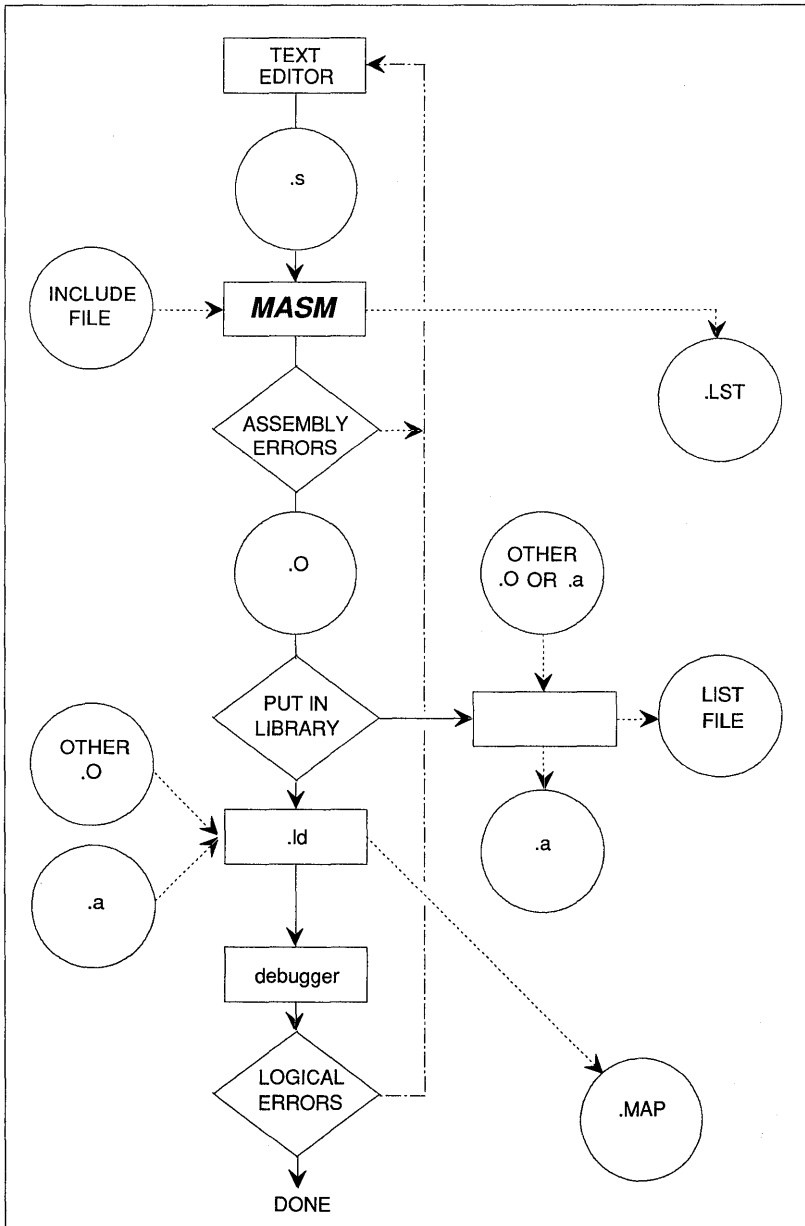 TEXT
EDITOR
.s
INCLUDE
FILE
MASM
.LST
ASSEMBLY
ERRORS
.O
OTHER
.O OR .a
PUT IN
LIBRARY
LIST
FILE
OTHER
.O
.ld
.a
.a
debugger
LOGICAL
ERRORS
.MAP
DONE